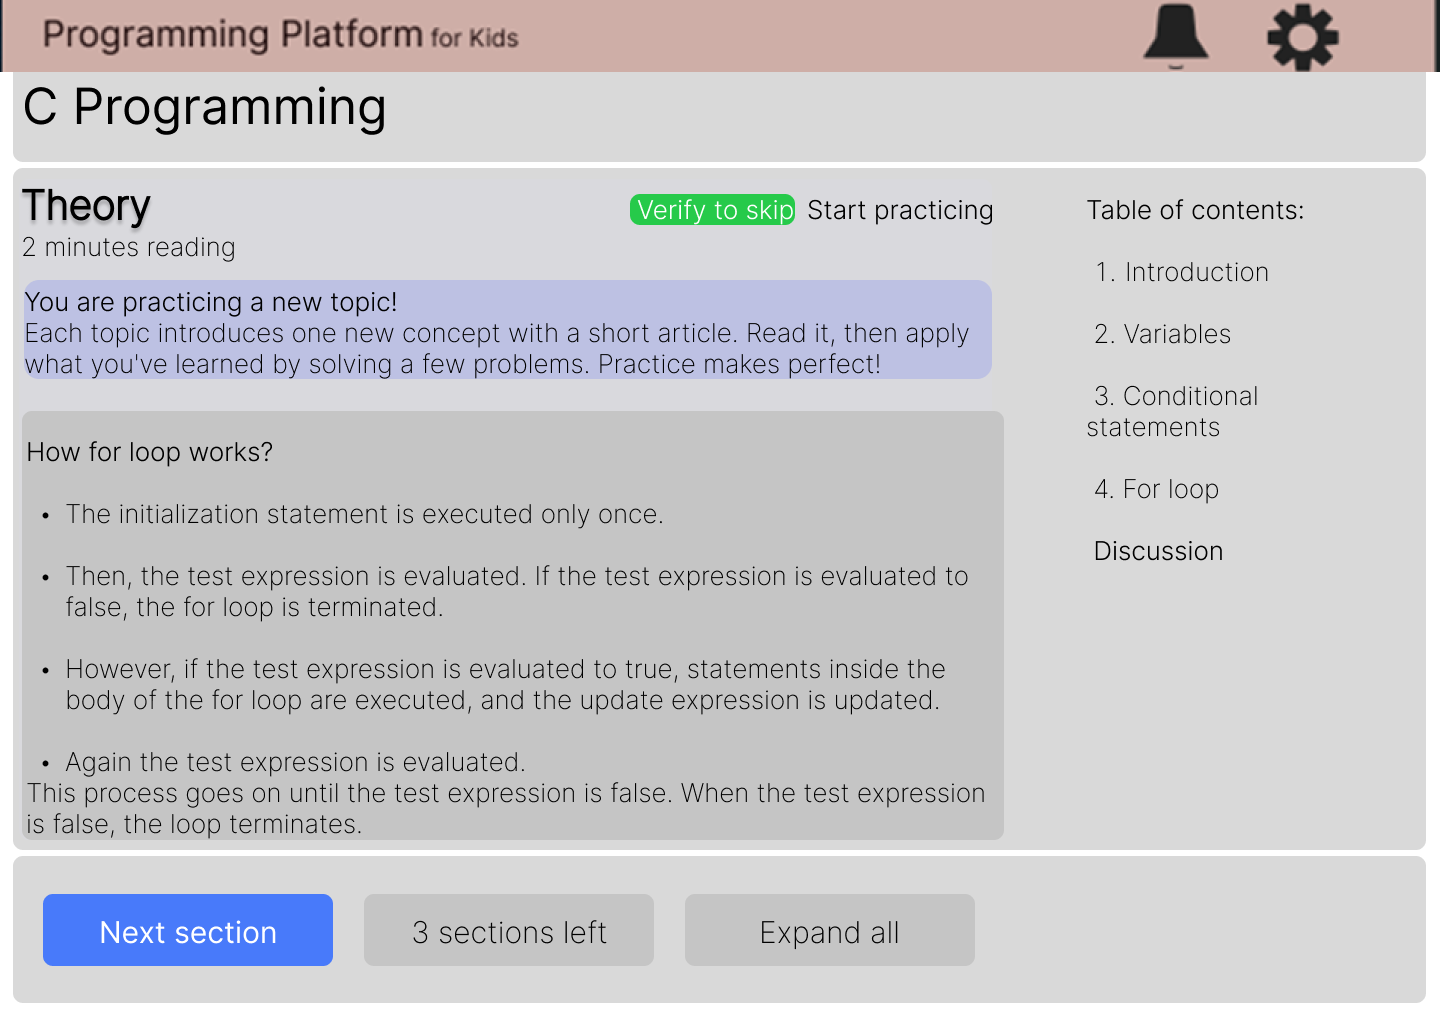 Programming Platform for Kids
C Programming
Theory
Verify to skip
Start practicing
2 minutes reading
You are practicing a new topic!
Each topic introduces one new concept with a short article. Read it, then apply
what you've learned by solving a few problems. Practice makes perfect!
How for loop works?
• The initialization statement is executed only once.
• Then, the test expression is evaluated. If the test expression is evaluated to
false, the for loop is terminated.
• However, if the test expression is evaluated to true, statements inside the
body of the for loop are executed, and the update expression is updated.
• Again the test expression is evaluated.
This process goes on until the test expression is false. When the test expression
is false, the loop terminates.
Table of contents:
1. Introduction
2. Variables
3. Conditional
statements
4. For loop
Discussion
Next section
3 sections left
Expand all